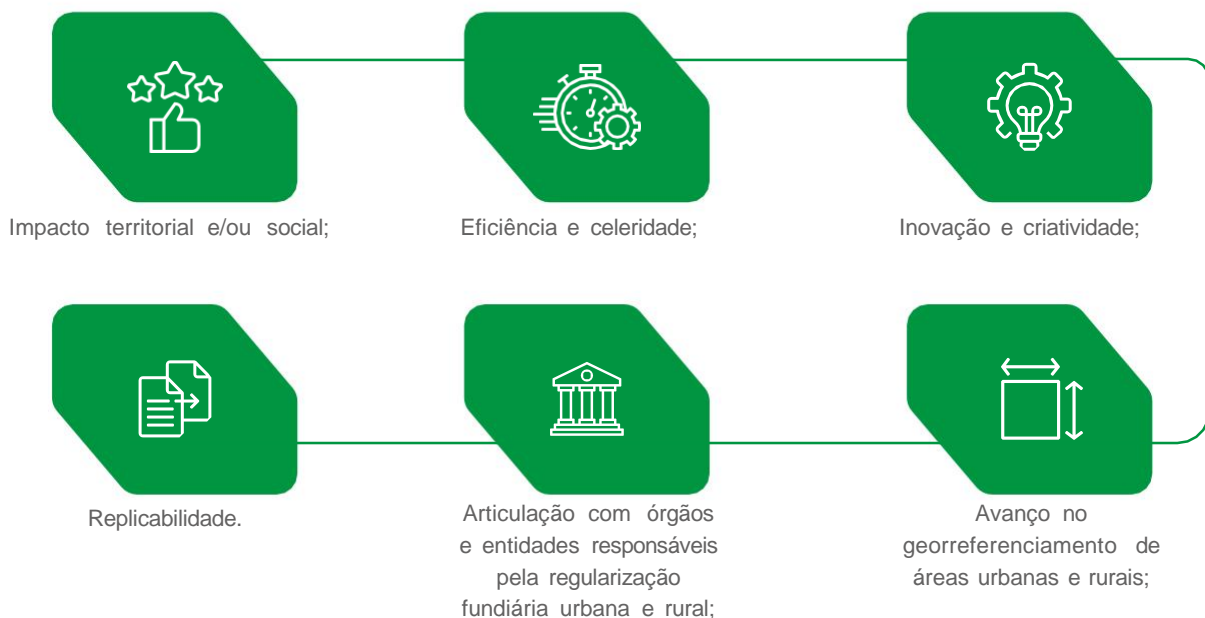 Impacto territorial e/ou social;
Eficiência e celeridade;
Inovação e criatividade;
Avanço no
georreferenciamento de
áreas urbanas e rurais;
Articulação com órgãos
e entidades responsáveis
pela regularização
fundiária urbana e rural;
Replicabilidade.